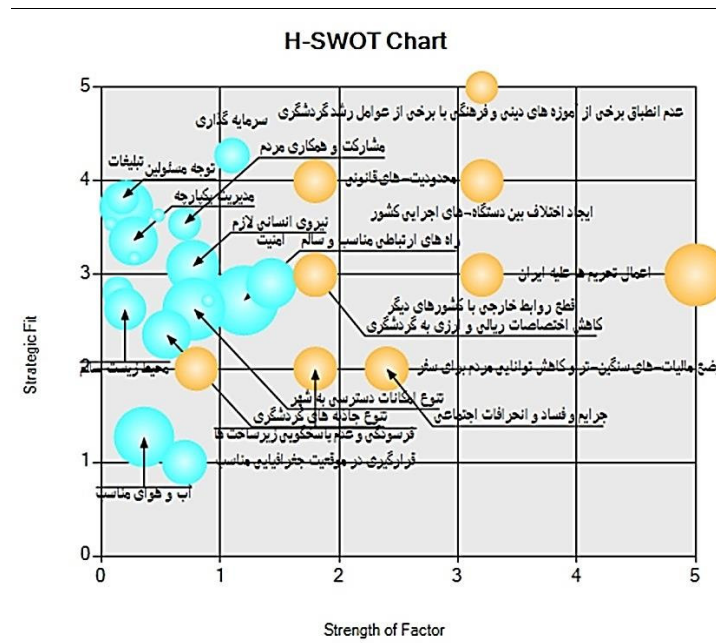 H-SWOT Chart
5
عدم انطباق برخی از آموزه های دینی و فرهنگی با برخی از عوامل رشد گردشگری
سرمایه گذاری
مشارکت و همکاری مردم
تبلیغات
توجه مسئولین
4
محدودیت-های قانونی
مدیریت یکپارچه
ایجاد اختلاف بین دستگاه-های اجرایی کشور
نیروی انسانی لازم
امنیت
راه های ارتباطی مناسب و سالم
3
اعمال تحریم ها علیه ایران
قطع روابط خارجی با کشورهای دیگر
کاهش اختصاصات ریالی و ارزی به گردشگری
Strategic Fit
2
محیط زیست
ضع مالیات-های سنگین-تر و کاهش توانایی مردم برای سفر
تنوع امکانات دسترسی به شهر
تنوع جاذبه های گردشگری
جرایم و فساد و انحرافات اجتماعی
فرسودگی و عدم پاسخگویی زیرساخت ها
1
قرارگیری در موقعیت جغرافیایی مناسب
آب و هوای مناسب
0
0 1 2 3 4 5
Strength of Factor